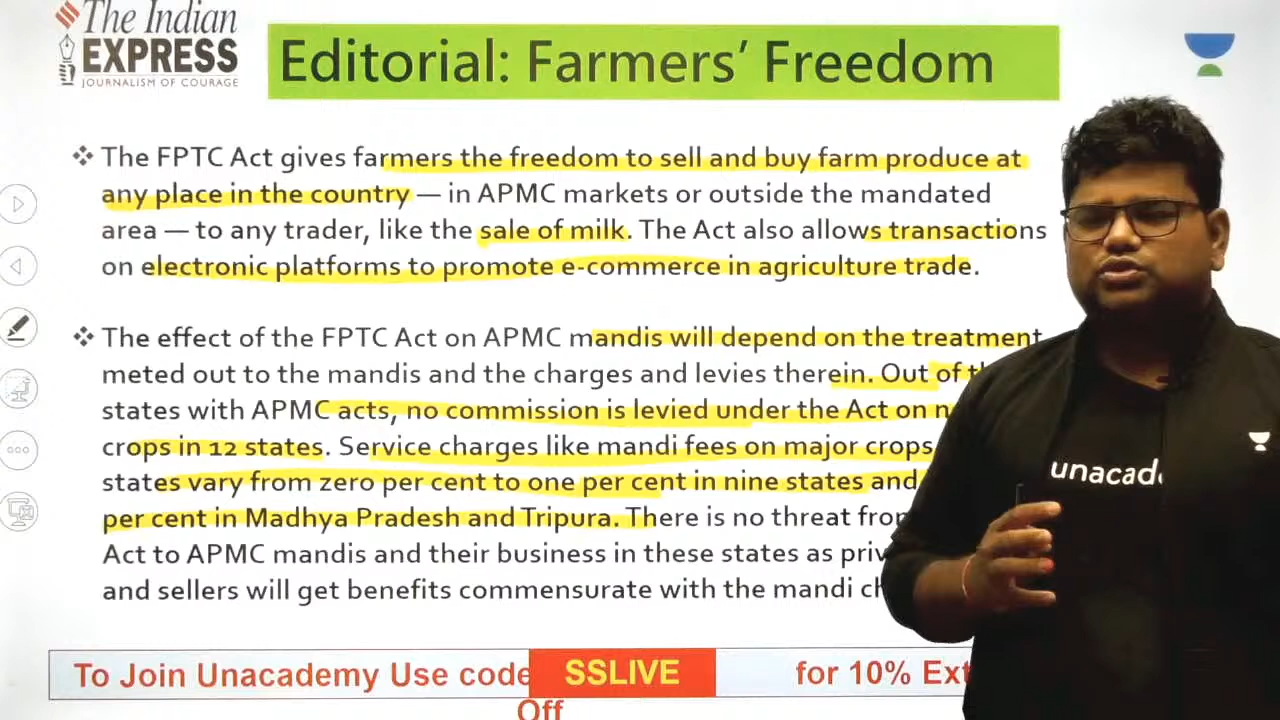 The Indian
EXPRESS
JOURNALISM OF COURAGE
Editorial: Farmers’ Freedom
The FPTC Act gives farmers the freedom to sell and buy farm produce at
any place in the country — in APMC markets or outside the mandated
area — to any trader, like the sale of milk. The Act also allows transactions
on electronic platforms to promote e-commerce in agriculture trade.
The effect of the FPTC Act on APMC mandis will depend on the treatment
meted out to the mandis and the charges and levies therein. Out of
states with APMC acts, no commission is levied under the Act on
crops in 12 states. Service charges like mandi fees on major crops
states vary from zero per cent to one per cent in nine states and
per cent in Madhya Pradesh and Tripura. There is no threat
Act to APMC mandis and their business in these states as
and sellers will get benefits commensurate with the mandi
unacad
To Join Unacademy Use code SSLIVE for 10%
Off